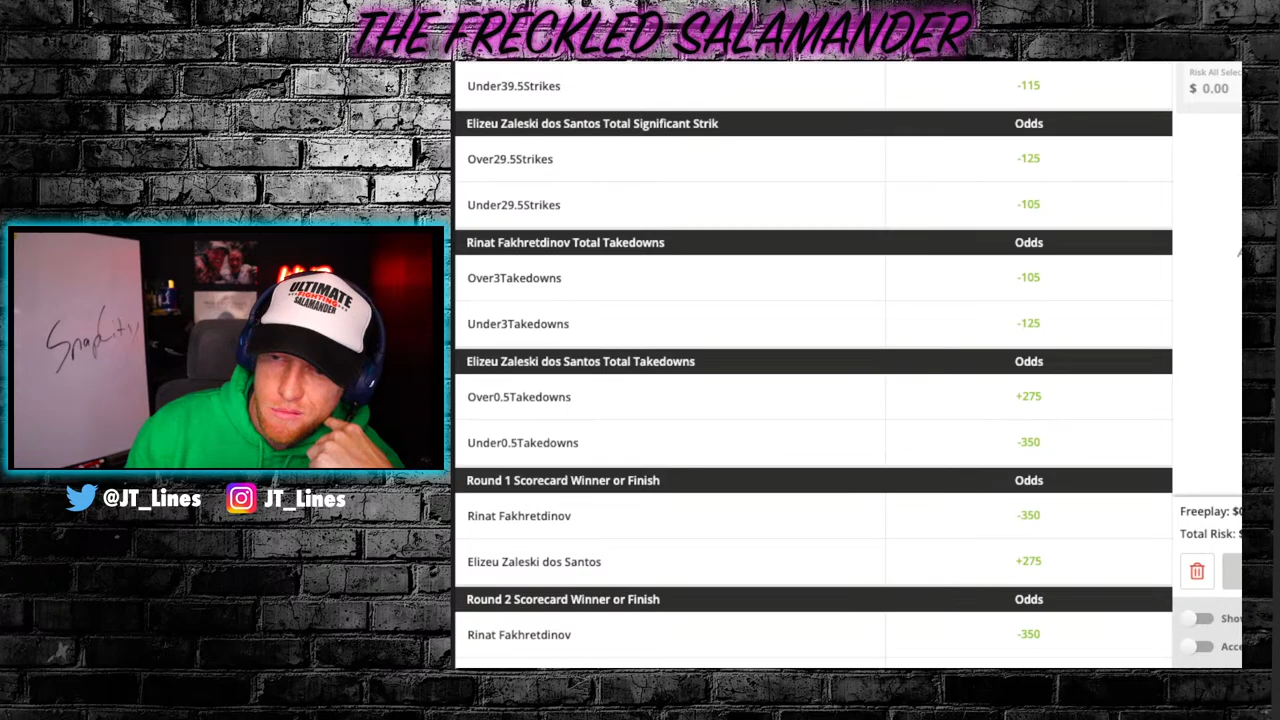 THE FRECKLED SALAMANDER
Under39.5Strikes -115
Risk All Selec
$ 0.00
Elizeu Zaleski dos Santos Total Significant Strik Odds
Over29.5Strikes -125
Under29.5Strikes -105
Rinat Fakhretdinov Total Takedowns Odds
Over3Takedowns -105
Under3Takedowns -125
Elizeu Zaleski dos Santos Total Takedowns Odds
Over0.5Takedowns +275
Under0.5Takedowns -350
Round 1 Scorecard Winner or Finish Odds
Rinat Fakhretdinov -350
Elizeu Zaleski dos Santos +275
Round 2 Scorecard Winner or Finish Odds
Rinat Fakhretdinov -350
Freeplay: $0
Total Risk: $
Show
Acce
ULTIMATE
FIGHTING
SALAMANDER
@JT_Lines JT_Lines